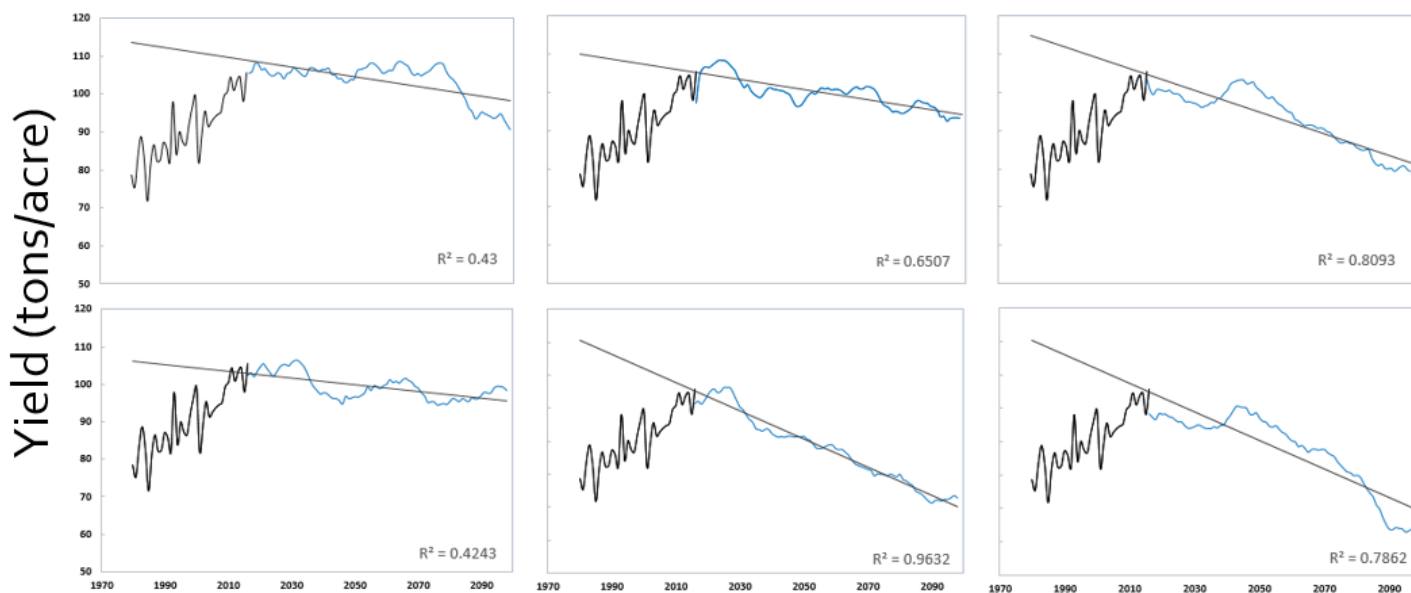 Yield (tons/acre)
120
110
100
90
80
70
60
50
R² = 0.43
R² = 0.6507
R² = 0.8093
120
110
100
90
80
70
60
50
R² = 0.4243
R² = 0.9632
R² = 0.7862
1970 1990 2010 2030 2050 2070 2090
1970 1990 2010 2030 2050 2070 2090
1970 1990 2010 2030 2050 2070 2090